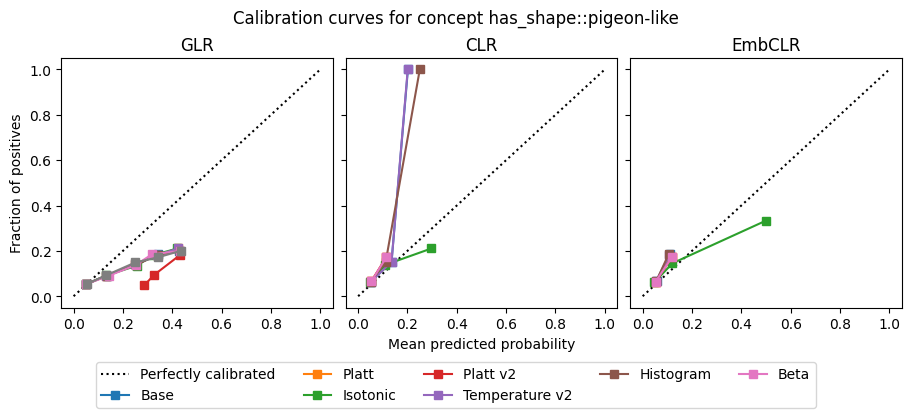 Calibration curves for concept has_shape::pigeon-like
GLR
CLR
EmbCLR
Fraction of positives
1.0
0.8
0.6
0.4
0.2
0.0
0.0 0.2 0.4 0.6 0.8 1.0
0.0 0.2 0.4 0.6 0.8 1.0
0.0 0.2 0.4 0.6 0.8 1.0
Mean predicted probability
Perfectly calibrated
Base
Platt
Isotonic
Platt v2
Temperature v2
Histogram
Beta